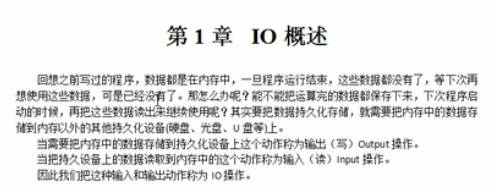 第 1 章 IO 概述
回想之前写过的程序，数据都是在内存中，一旦程序运行结束，这些数据都没有了，等下次再
想使用这些数据，可是已经没有了。那怎么办呢？能不能把运算完的数据都保存下来，下次程序启
动的时候，再把这些数据读出来继续使用呢？其实要把数据持久化存储，就需要把内存中的数据存
储到内存以外的其他持久化设备(硬盘、光盘、U 盘等)上。
当需要把内存中的数据存储到持久化设备上这个动作称为输出（写）Output 操作。
当把持久设备上的数据读取到内存中的这个动作称为输入（读）Input 操作。
因此我们把这种输入和输出动作称为 IO 操作。